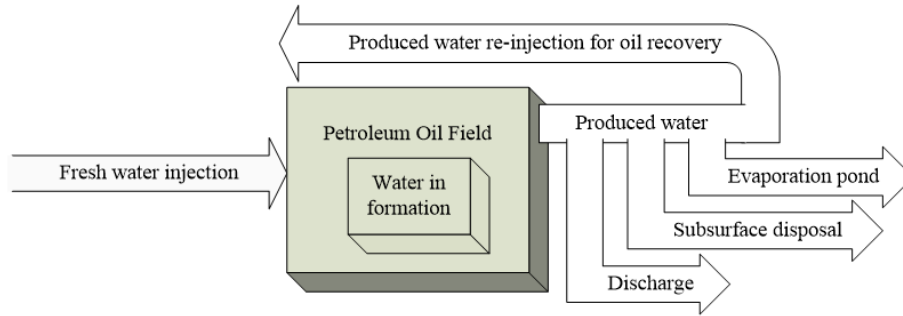 Produced water re-injection for oil recovery
Petroleum Oil Field
Produced water
Fresh water injection
Water in
formation
Evaporation pond
Subsurface disposal
Discharge